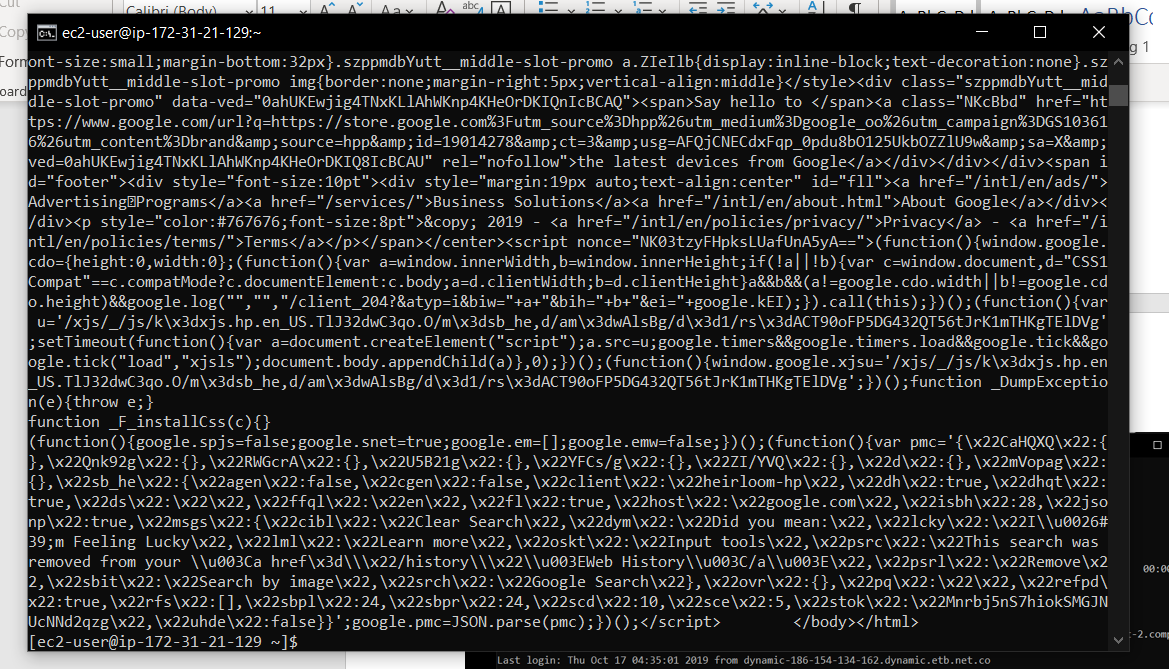 Cut
Calibri (Body)
11
Aa
abc
A
Copy
g 1
Form
oard
ec2-user@ip-172-31-21-129:~
ont-size:small;margin-bottom:32px}.szppmdbYutt__middle-slot-promo a.ZIeIlb{display:inline-block;text-decoration:none}.sz
ppmdbYutt__middle-slot-promo img{border:none;margin-right:5px;vertical-align:middle}</style><div class="szppmdbYutt__mid
dle-slot-promo" data-ved="0ahUKEwjig4TNxKLlAhWKnp4KHeOrDKIQnIcBCAQ"><span>Say hello to </span><a class="NKcBbd" href="ht
tps://www.google.com/url?q=https://store.google.com%3Futm_source%3Dhpp%26utm_medium%3Dgoogle_oo%26utm_campaign%3DGS10361
6%26utm_content%3Dbrand&amp;source=hpp&amp;id=19014278&amp;ct=3&amp;usg=AFQjCNECdxFqp_0pdu8bO125UkbOZZlU9w&amp;sa=X&amp;
ved=0ahUKEwjig4TNxKLlAhWKnp4KHeOrDKIQ8IcBCAU" rel="nofollow">the latest devices from Google</a></div></div></div><span i
d="footer"><div style="font-size:10pt"><div style="margin:19px auto;text-align:center" id="fll"><a href="/intl/en/ads/">
Advertising Programs</a><a href="/services/">Business Solutions</a><a href="/intl/en/about.html">About Google</a></div><
/div><p style="color:#767676;font-size:8pt">&copy; 2019 - <a href="/intl/en/policies/privacy/">Privacy</a> - <a href="/i
ntl/en/policies/terms/">Terms</a></p></span></center><script nonce="NK03tzyFHpksLUafUnA5yA==">(function(){window.google.
cdo={height:0,width:0};(function(){var a=window.innerWidth,b=window.innerHeight;if(!a||!b){var c=window.document,d="CSS1
Compat"==c.compatMode?c.documentElement:c.body;a=d.clientWidth;b=d.clientHeight}a&&b&&(a!=google.cdo.width||b!=google.cd
o.height)&&google.log("","","/client_204?&atyp=i&biw="+a+"&bih="+b+"&ei="+google.kEI);}).call(this);})();(function(){var
u='/xjs/_/js/k\x3dxjs.hp.en_US.TlJ32dwC3qo.O/m\x3dsb_he,d/am\x3dwAlsBg/d\x3d1/rs\x3dACT90oFP5DG432QT56tJrK1mTHKgTElDVg'
;setTimeout(function(){var a=document.createElement("script");a.src=u;google.timers&&google.timers.load&&google.tick&&go
ogle.tick("load","xjsls");document.body.appendChild(a)},0);})();(function(){window.google.xjsu='/xjs/_/js/k\x3dxjs.hp.en
_US.TlJ32dwC3qo.O/m\x3dsb_he,d/am\x3dwAlsBg/d\x3d1/rs\x3dACT90oFP5DG432QT56tJrK1mTHKgTElDVg';})();function _DumpExceptio
n(e){throw e;}
function _F_installCss(c){}
(function(){google.spjs=false;google.snet=true;google.em=[];google.emw=false;})();(function(){var pmc='{\x22CaHQXQ\x22:{
},\x22Qnk92g\x22:{},\x22RWGcrA\x22:{},\x22U5B21g\x22:{},\x22YFCs/g\x22:{},\x22ZI/YVQ\x22:{},\x22d\x22:{},\x22mVopag\x22:
{},\x22sb_he\x22:{\x22agen\x22:false,\x22cgen\x22:false,\x22client\x22:\x22heirloom-hp\x22,\x22dh\x22:true,\x22dhqt\x22:
true,\x22ds\x22:\x22\x22,\x22ffql\x22:\x22en\x22,\x22fl\x22:true,\x22host\x22:\x22google.com\x22,\x22isbh\x22:28,\x22jso
np\x22:true,\x22msgs\x22:{\x22cibl\x22:\x22Clear Search\x22,\x22dym\x22:\x22Did you mean:\x22,\x22lcky\x22:\x22I\\u0026#
39;m Feeling Lucky\x22,\x22lml\x22:\x22Learn more\x22,\x22oskt\x22:\x22Input tools\x22,\x22psrc\x22:\x22This search was
removed from your \\u003Ca href\x3d\\\x22/history\\\x22\\u003EWeb History\\u003C/a\\u003E\x22,\x22psrl\x22:\x22Remove\x2
2,\x22sbit\x22:\x22Search by image\x22,\x22srch\x22:\x22Google Search\x22},\x22ovr\x22:{},\x22pq\x22:\x22\x22,\x22refpd\
x22:true,\x22rfs\x22:[],\x22sbpl\x22:24,\x22sbpr\x22:24,\x22scd\x22:10,\x22sce\x22:5,\x22stok\x22:\x22Mnrbj5nS7hiokSMGJN
UcNNd2qzg\x22,\x22uhde\x22:false}}';google.pmc=JSON.parse(pmc);})();</script>        </body></html>
[ec2-user@ip-172-31-21-129 ~]$
00:00
-2.comp
Last login: Thu Oct 17 04:35:01 2019 from dynamic-186-154-134-162.dynamic.etb.net.co